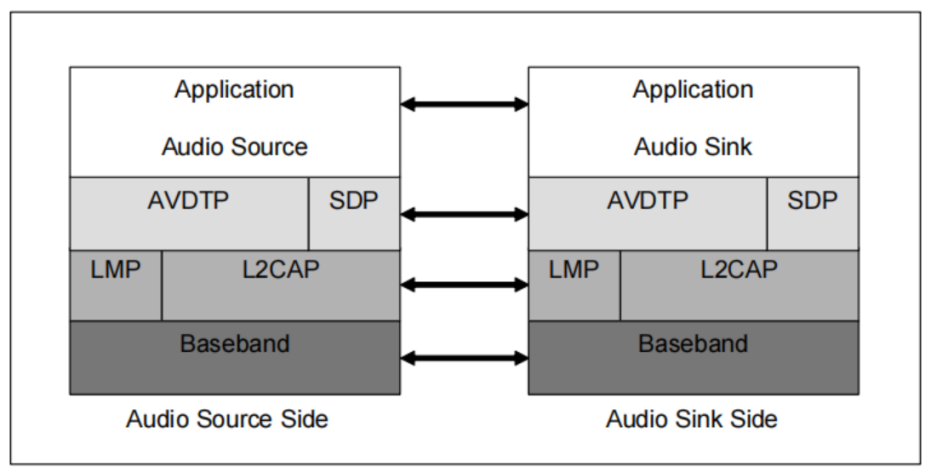 Application
Audio Source
AVDTP SDP
LMP L2CAP
Baseband
Audio Source Side
Application
Audio Sink
AVDTP SDP
LMP L2CAP
Baseband
Audio Sink Side